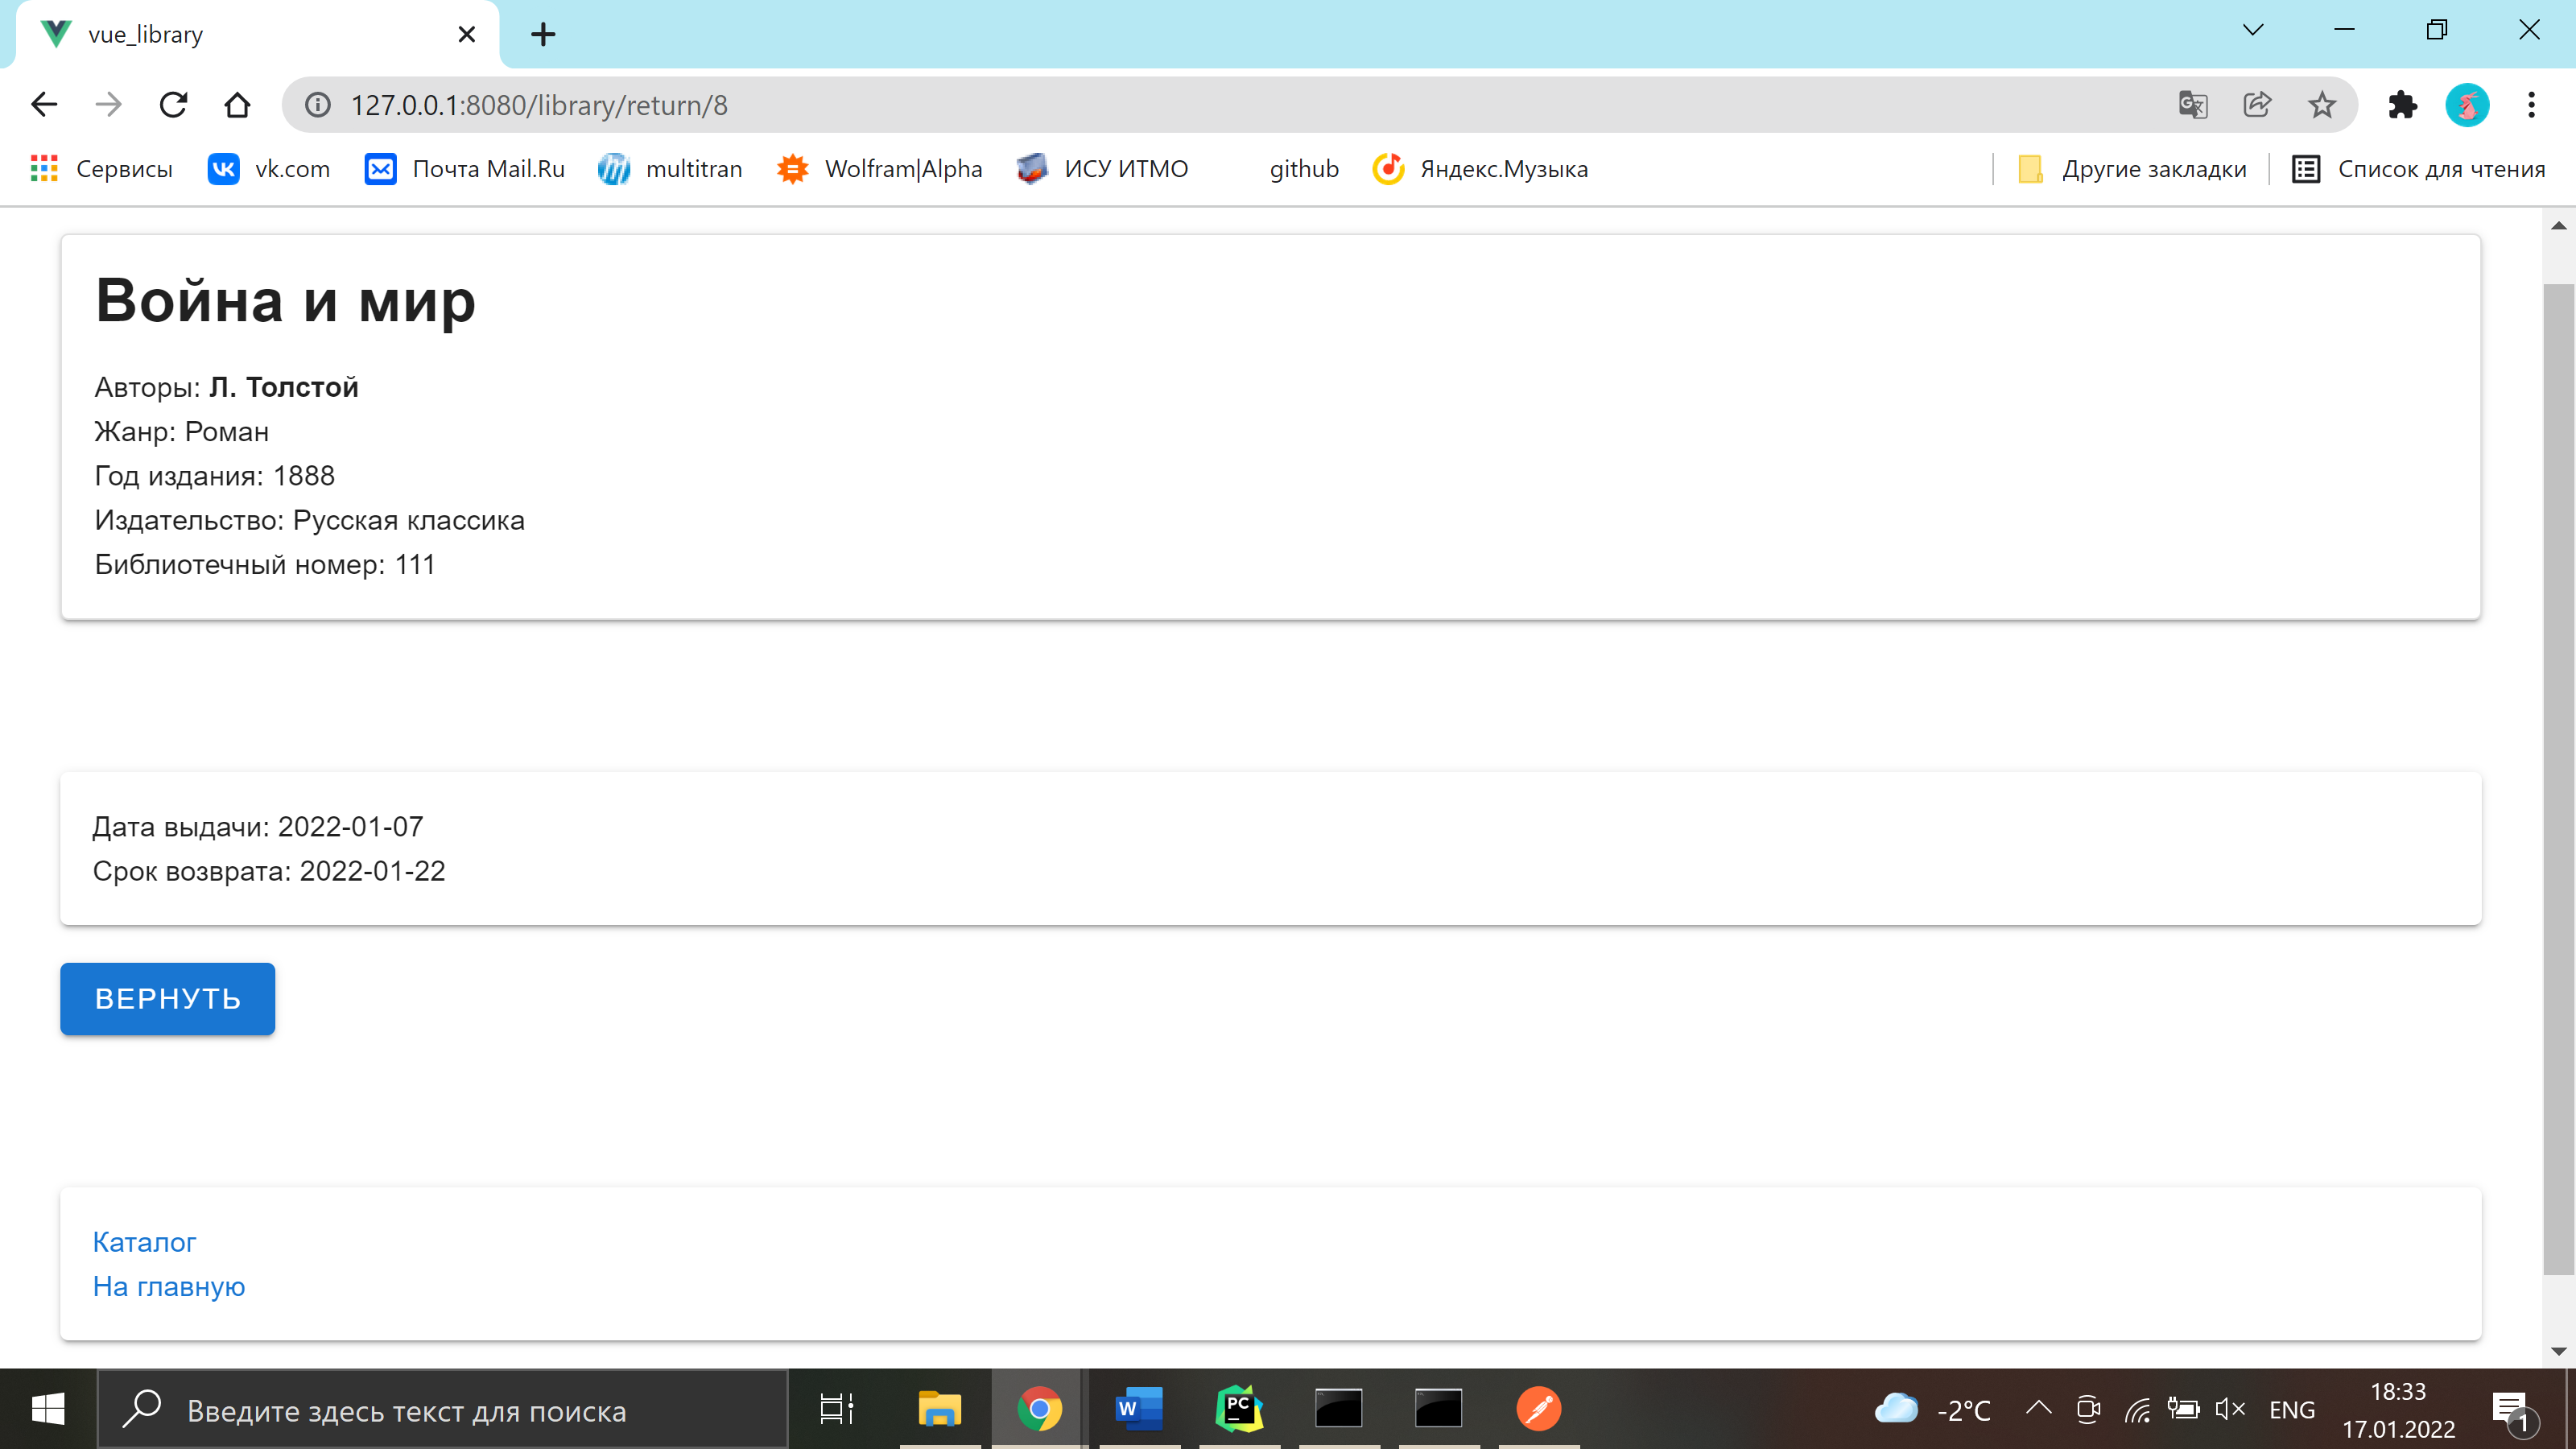 vue_library
127.0.0.1:8080/library/return/8
Сервисы
vk.com
Почта Mail.Ru
multitran
Wolfram|Alpha
ИСУ ИТМО
github
Яндекс.Музыка
Другие закладки
Список для чтения
Война и мир
Авторы: Л. Толстой
Жанр: Роман
Год издания: 1888
Издательство: Русская классика
Библиотечный номер: 111
Дата выдачи: 2022-01-07
Срок возврата: 2022-01-22
ВЕРНУТЬ
Каталог
На главную
Введите здесь текст для поиска
W
PC
-2°C
ENG
18:33
17.01.2022
1